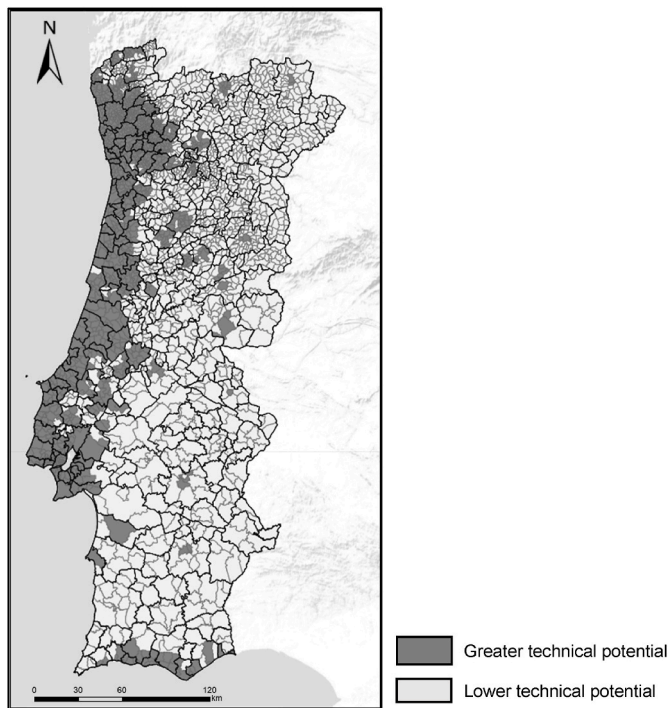 N
Greater technical potential
Lower technical potential
0 30 60 120
km